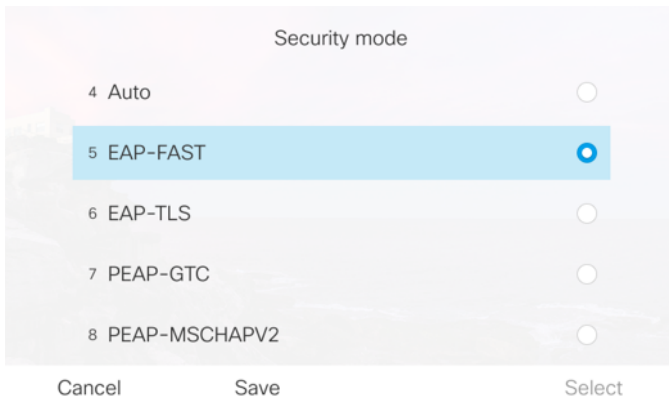 Security mode
4 Auto
5 EAP-FAST
6 EAP-TLS
7 PEAP-GTC
8 PEAP-MSCHAPV2
Cancel Save Select